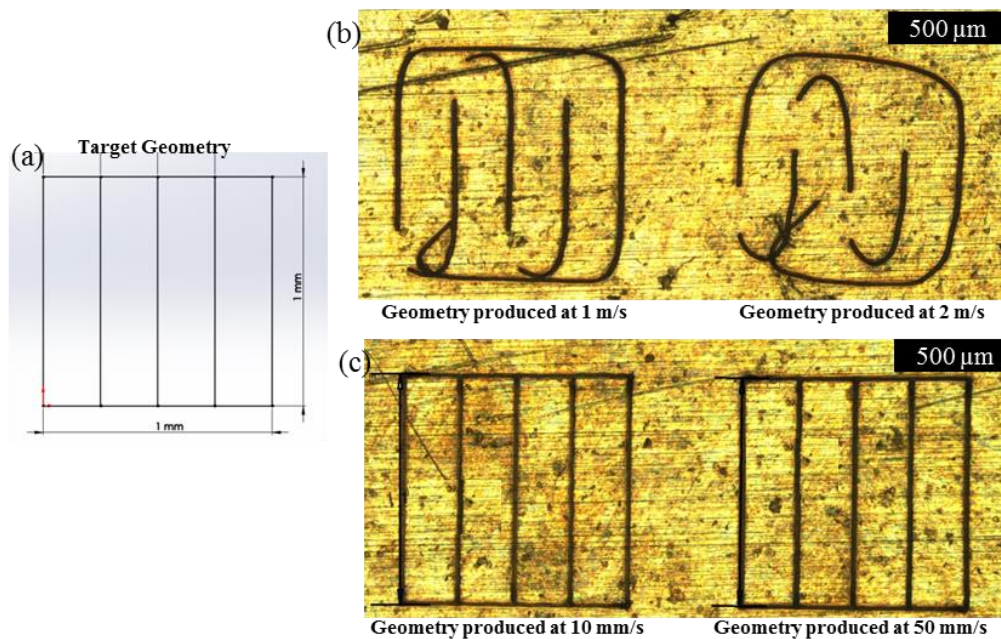 (a)
Target Geometry
1 mm
1 mm
(b)
500 µm
Geometry produced at 1 m/s
Geometry produced at 2 m/s
(c)
500 µm
Geometry produced at 10 mm/s
Geometry produced at 50 mm/s